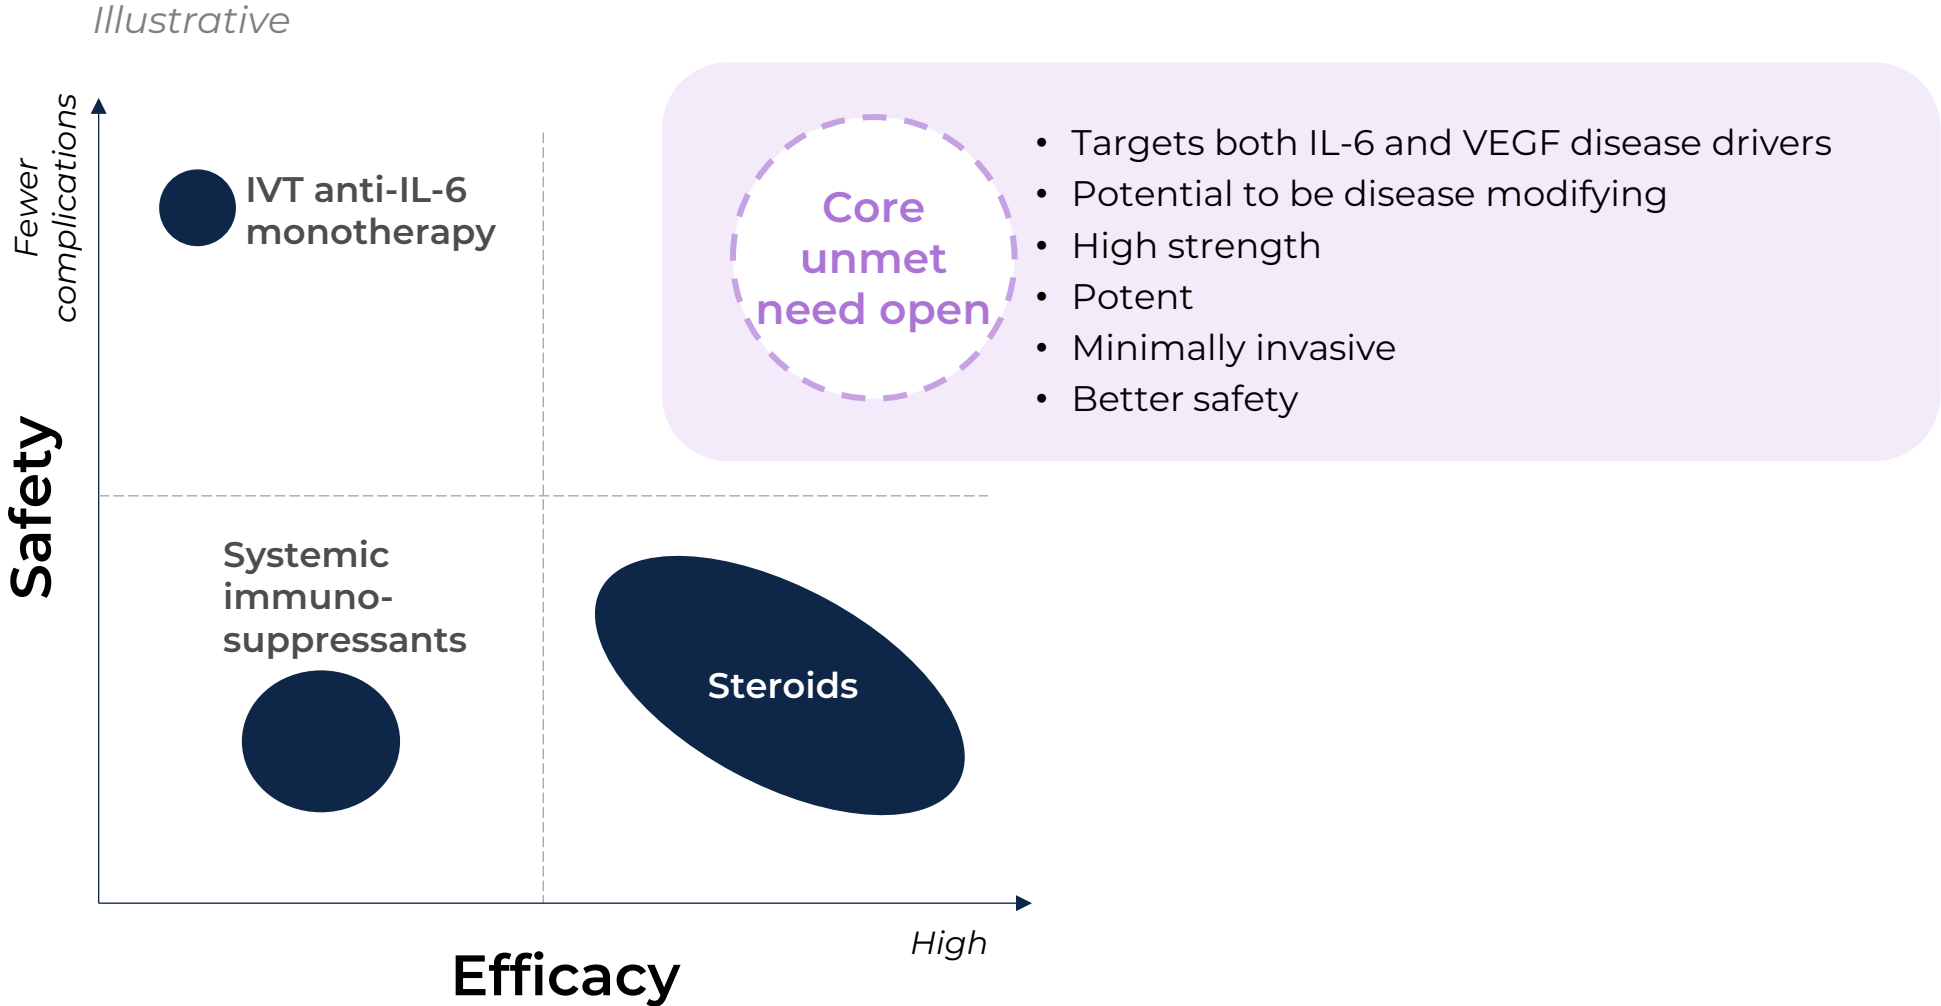 Illustrative
Fewer
complications
Safety
IVT anti-IL-6
monotherapy
Core
unmet
need open
• Targets both IL-6 and VEGF disease drivers
• Potential to be disease modifying
• High strength
• Potent
• Minimally invasive
• Better safety
Systemic
immuno-
suppressants
Steroids
High
Efficacy